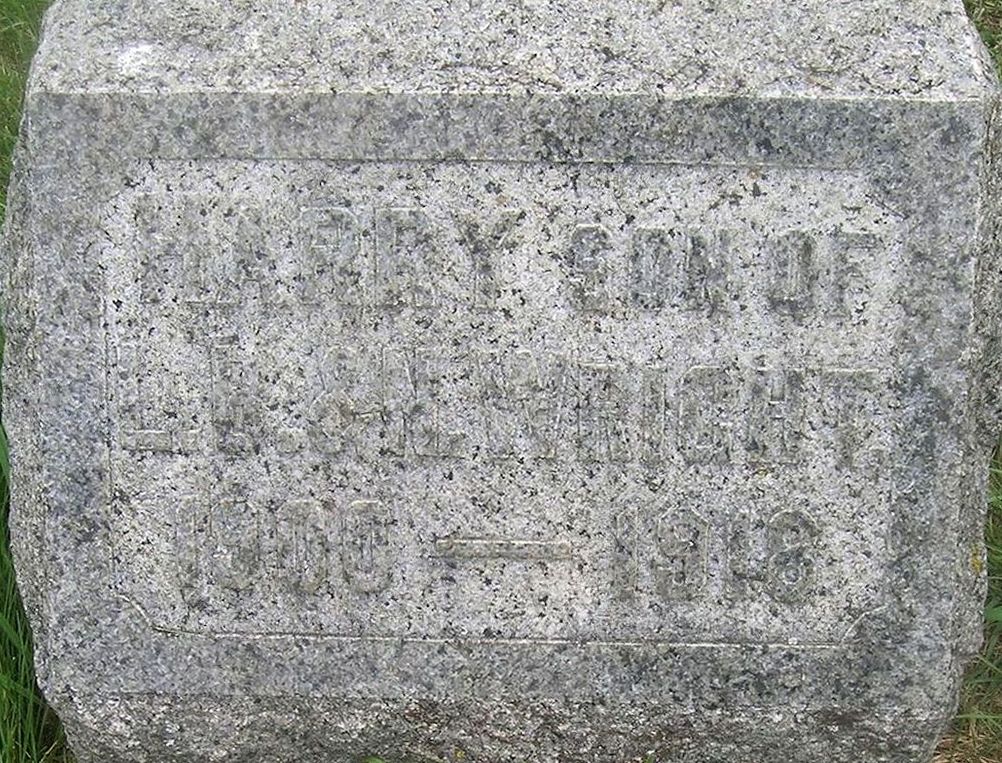 HARRY SON OF
WRIGHT,
1900 — 1918